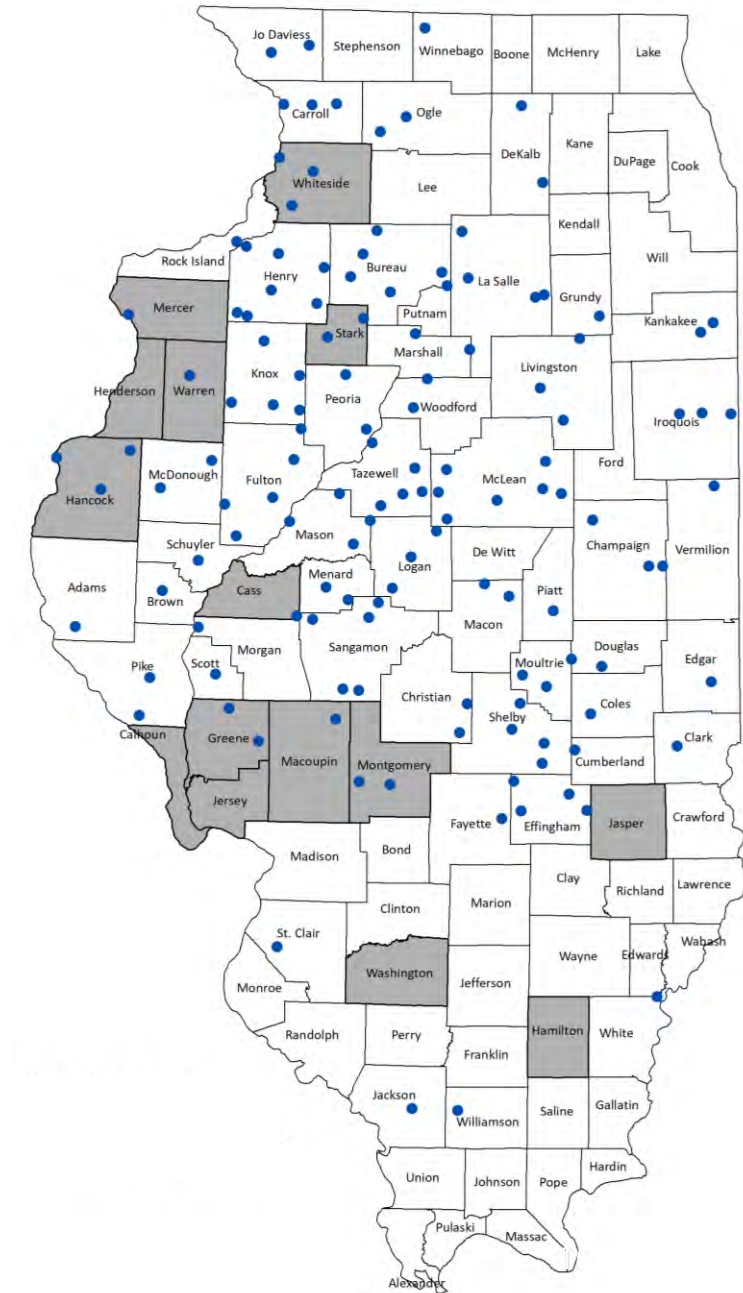 Jo Daviess
Stephenson
Winnebago
Boone
McHenry
Lake
Carroll
Ogle
DeKalb
Kane
DuPage
Cook
Whiteside
Lee
Kendall
Will
Rock Island
Henry
Bureau
La Salle
Grundy
Mercer
Putnam
Kankakee
Stark
Marshall
Livingston
Henderson
Warren
Knox
Peoria
Woodford
Iroquois
Ford
McDonough
Hancock
Fulton
Tazewell
McLean
Mason
Schuyler
De Witt
Champaign
Vermilion
Adams
Brown
Cass
Menard
Logan
Piatt
Macon
Morgan
Sangamon
Douglas
Edgar
Pike
Scott
Moultrie
Christian
Coles
Shelby
Calhoun
Greene
Macoupin
Montgomery
Cumberland
Clark
Jersey
Fayette
Effingham
Jasper
Crawford
Madison
Bond
Clay
Richland
Lawrence
Marion
Clinton
St. Clair
Wabash
Wayne
Edwards
Washington
Jefferson
Monroe
Hamilton
White
Randolph
Perry
Franklin
Jackson
Williamson
Saline
Gallatin
Union
Johnson
Pope
Hardin
Pulaski
Massac
Alexander